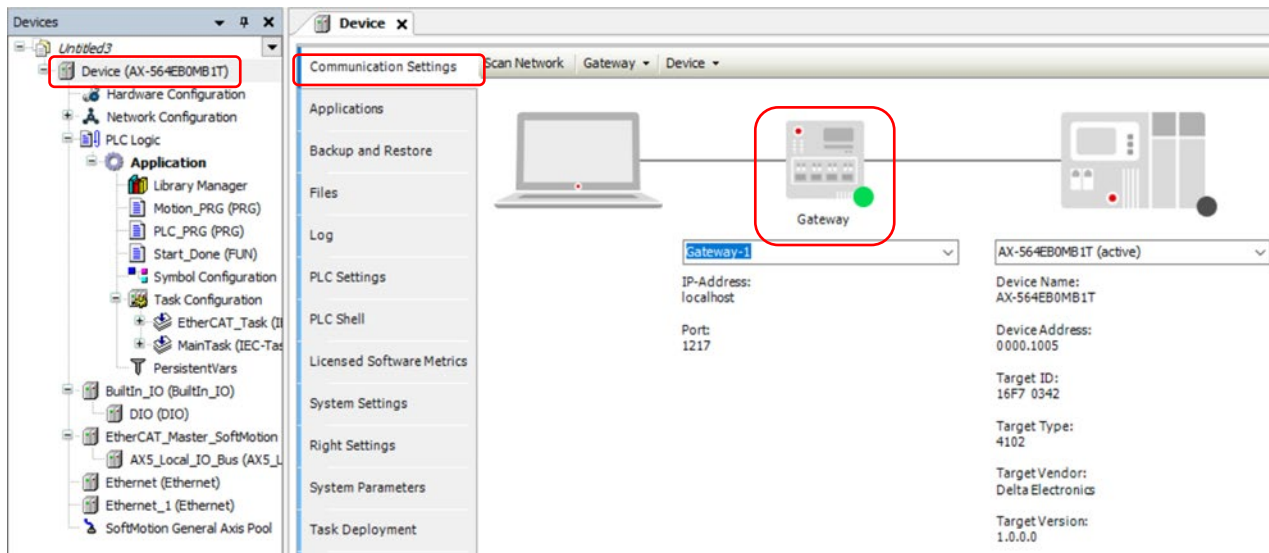 Devices
Untitled3
Device (AX-564EB0MB1T)
Hardware Configuration
Network Configuration
PLC Logic
Application
Library Manager
Motion_PRG (PRG)
PLC_PRG (PRG)
Start_Done (FUN)
Symbol Configuration
Task Configuration
EtherCAT_Task (I
MainTask (IEC-Tas
PersistentVars
BuiltIn_IO (BuiltIn_IO)
DIO (DIO)
EtherCAT_Master_SoftMotion
AX5_Local_IO_Bus (AX5_L
Ethernet (Ethernet)
Ethernet_1 (Ethernet)
SoftMotion General Axis Pool
Device
Communication Settings
Applications
Backup and Restore
Files
Log
PLC Settings
PLC Shell
Licensed Software Metrics
System Settings
Right Settings
System Parameters
Task Deployment
Scan Network Gateway Device
Gateway
Gateway-1
IP-Address:
localhost
Port:
1217
AX-564EB0MB1T (active)
Device Name:
AX-564EB0MB1T
Device Address:
0000.1005
Target ID:
16F7 0342
Target Type:
4102
Target Vendor:
Delta Electronics
Target Version:
1.0.0.0